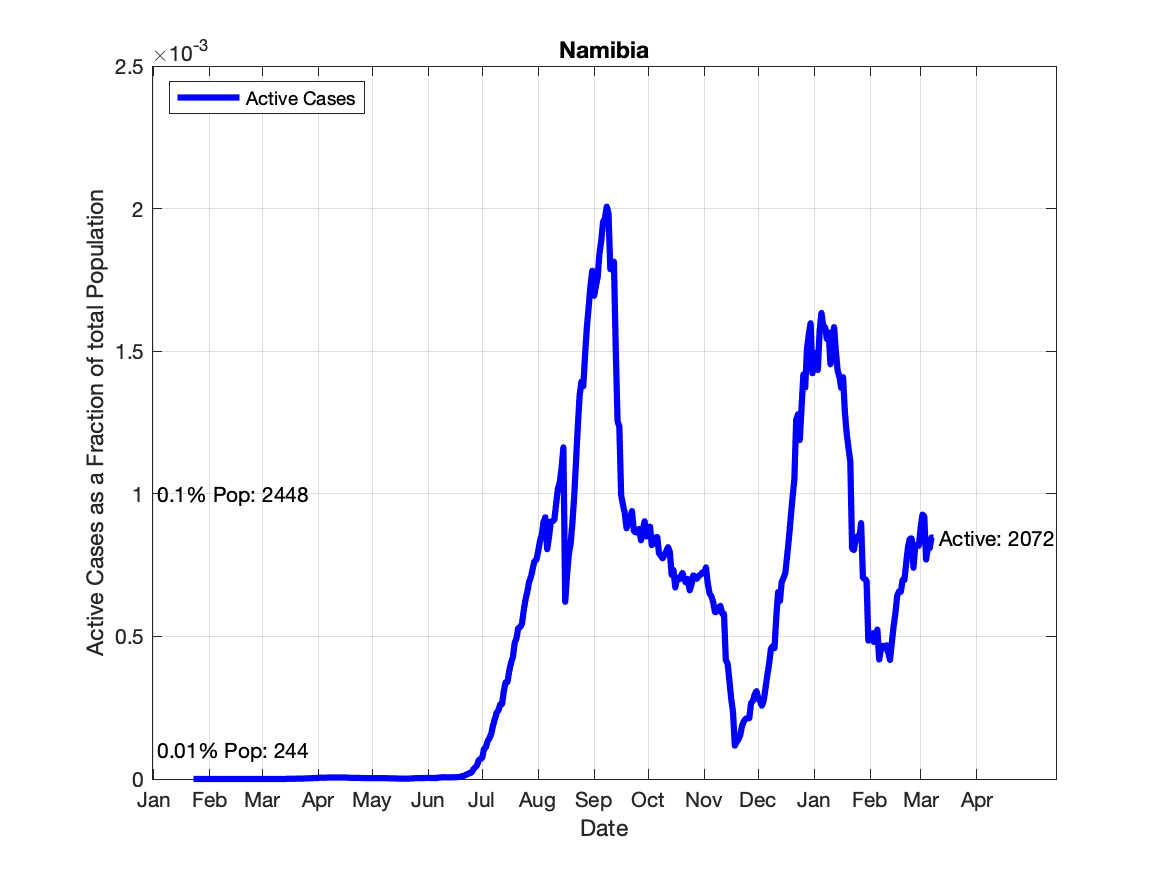 Namibia
×10-3
2.5
2
1.5
1
0.5
0
Active Cases
0.1% Pop: 2448
0.01% Pop: 244
Active: 2072
Active Cases as a Fraction of total Population
Jan Feb Mar Apr May Jun Jul Aug Sep Oct Nov Dec Jan Feb Mar Apr
Date